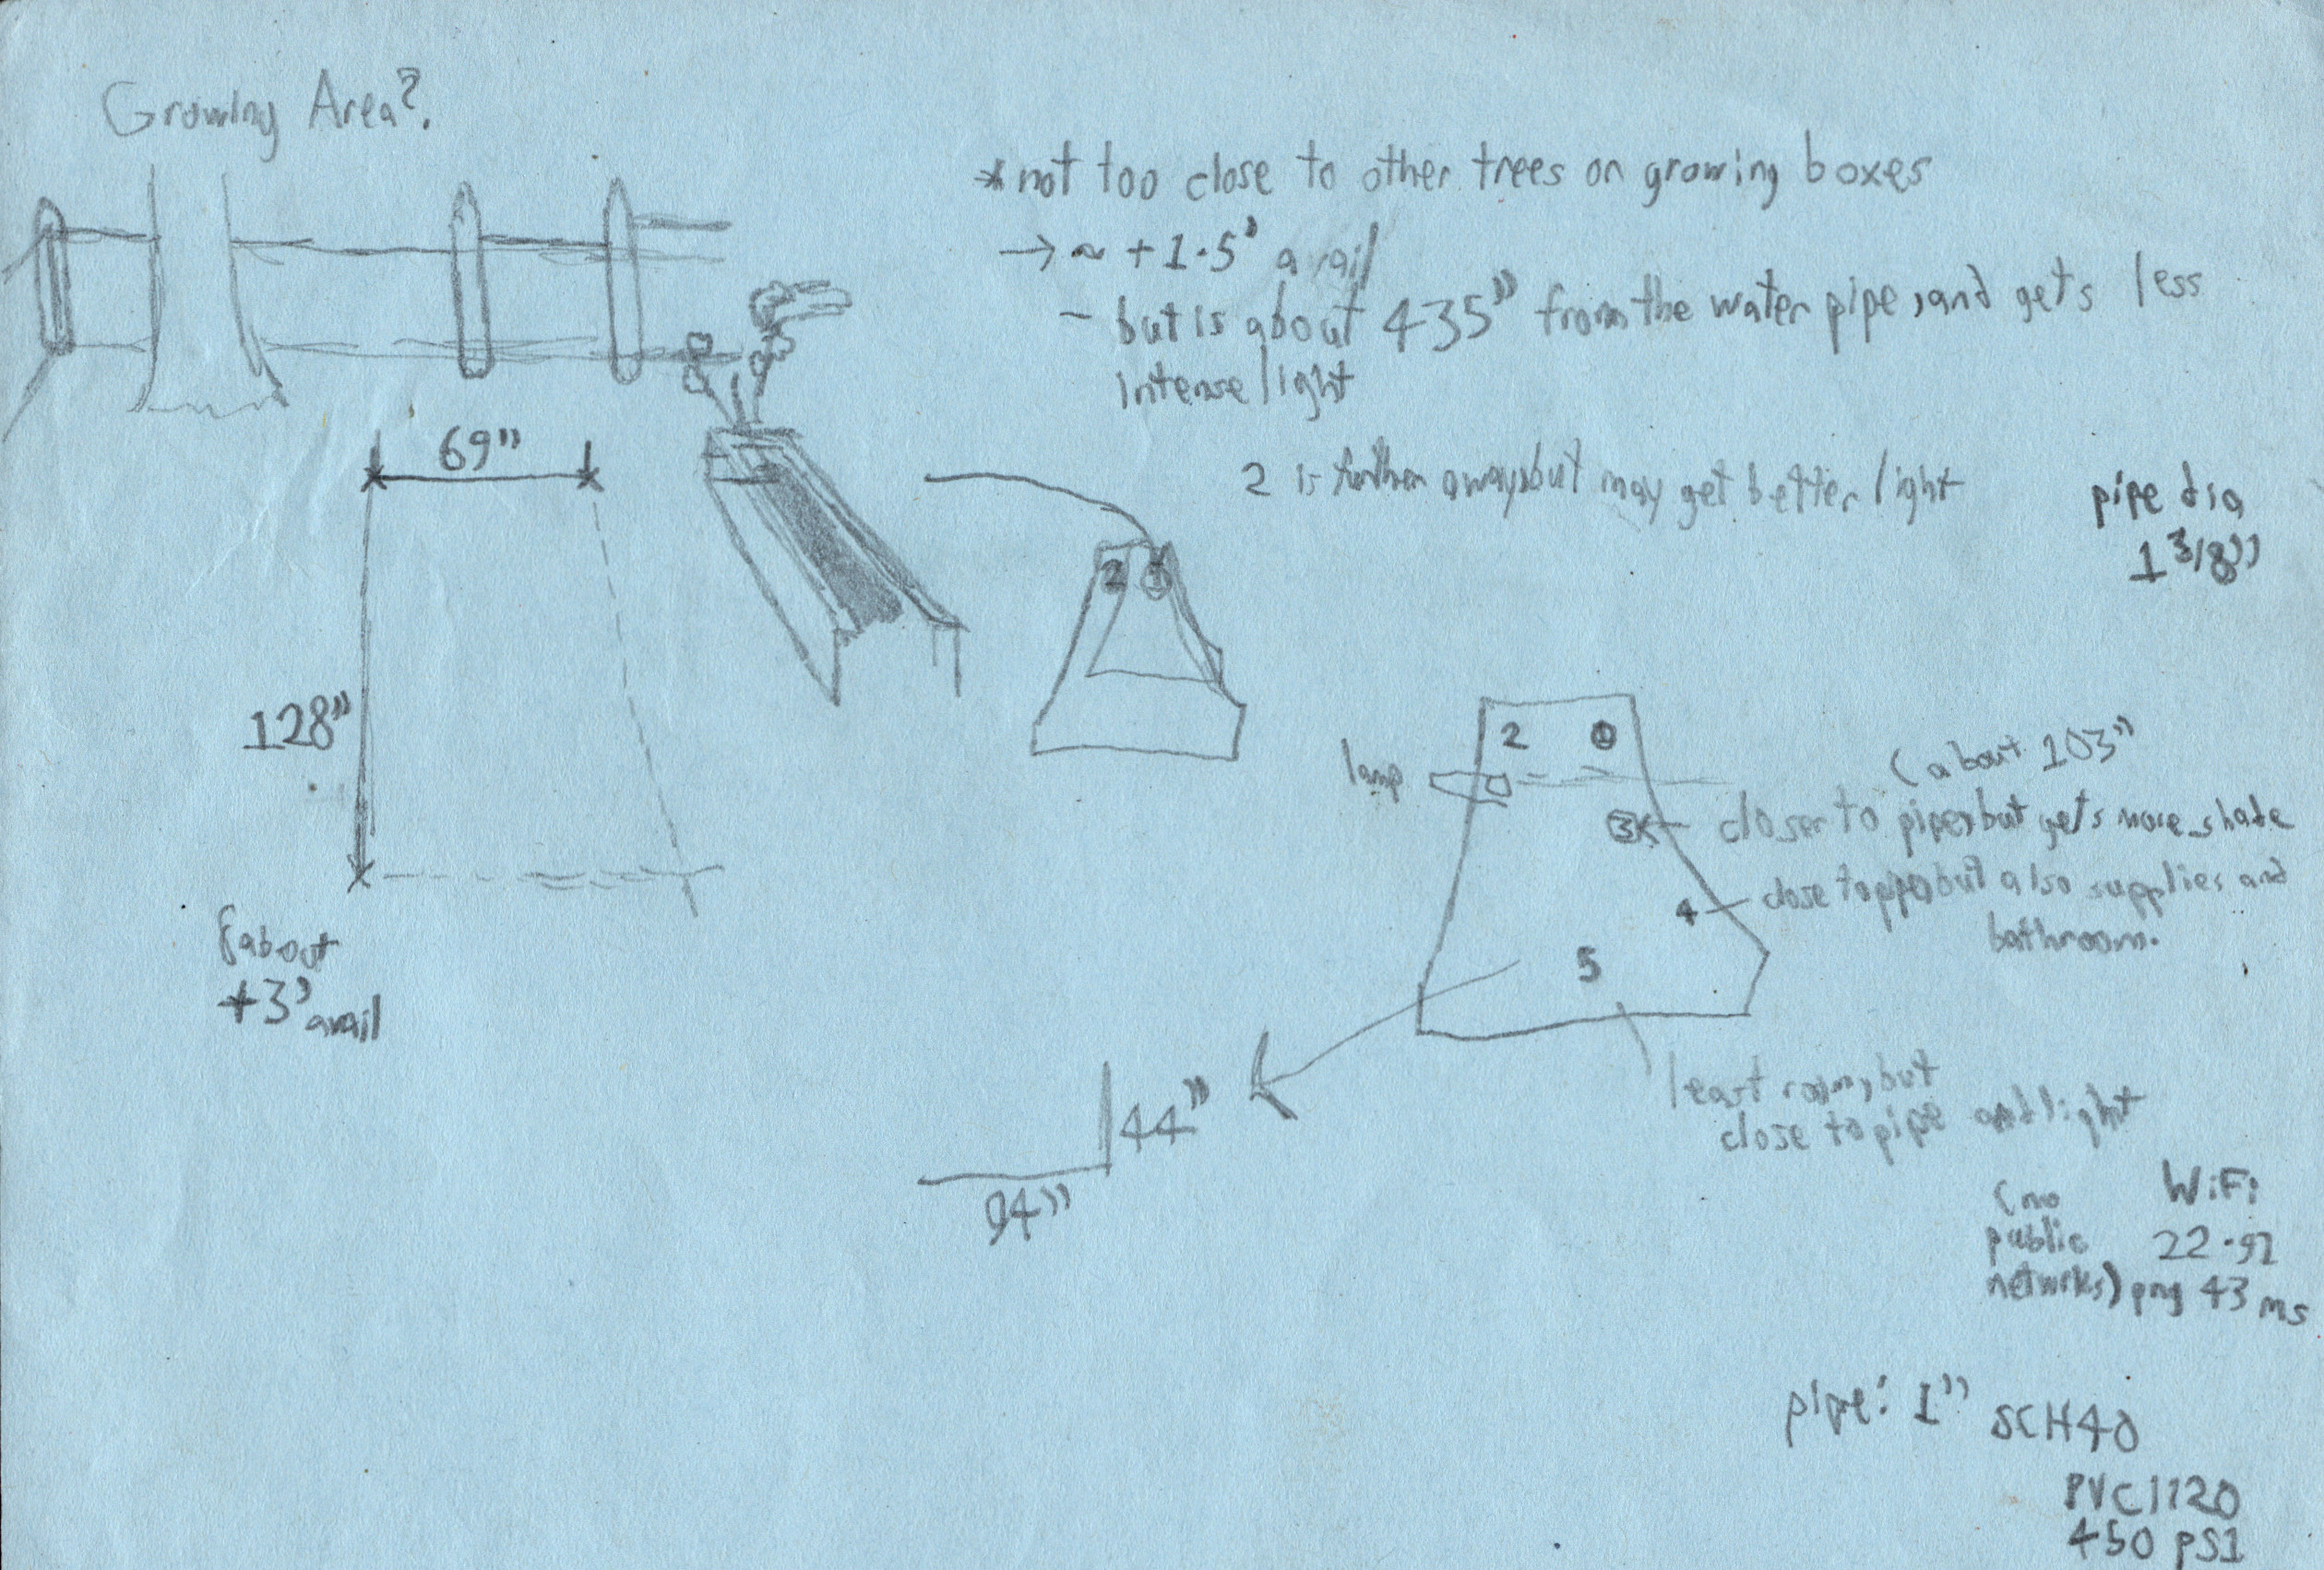 Growing Area?.
* not too close to other trees or growing boxes
→ ~ +1.5' avail
- but is about 435" from the water pipe, and gets less
intense light
69"
2 is further away, but may get better light
pipe dia
1 3/8"
2 1
128"
2 1
lamp
(about 103"
3 closer to pipe, but gets more shade
4 close to pipe, but also supplies and
bathroom.
5
{about
+3' avail
44"
94"
least room, but
close to pipe and light
(no
public
netwrks)
WiFi
22.92
png 43 ms
pipe: 1" SCH40
PVC1120
450 PSI